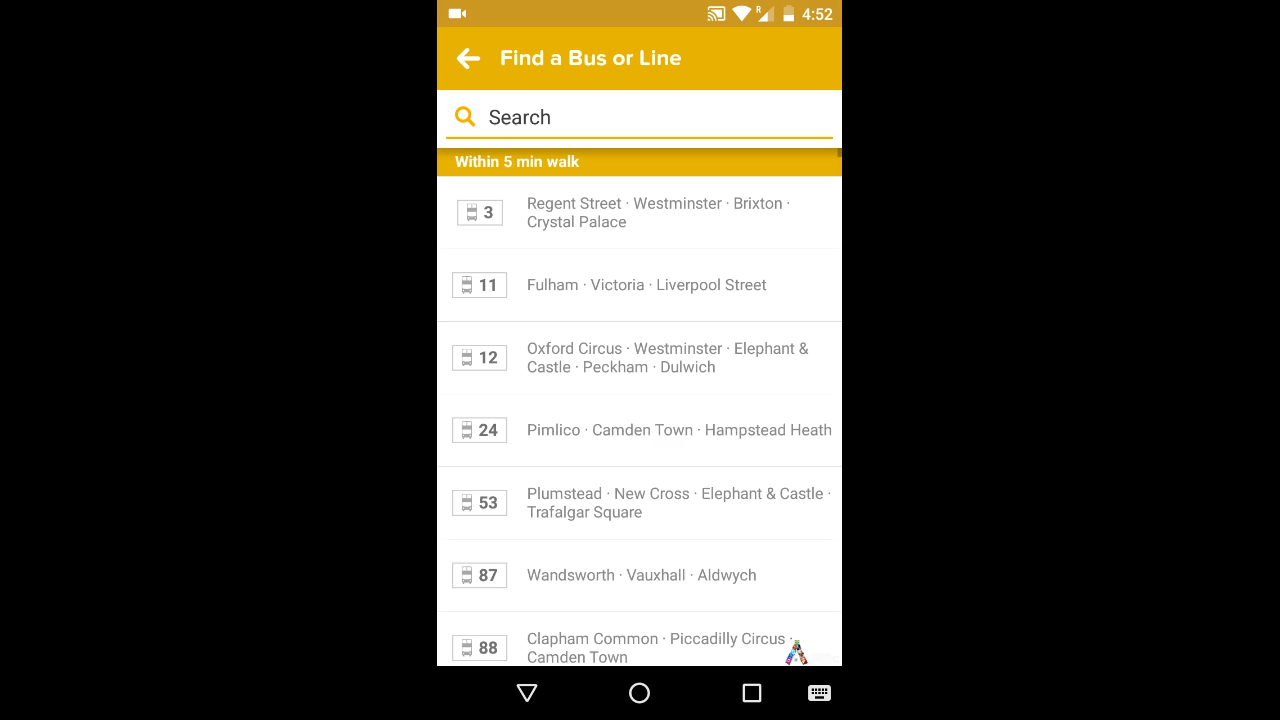 R
4:52
Find a Bus or Line
Search
Within 5 min walk
3
Regent Street · Westminster · Brixton ·
Crystal Palace
11
Fulham · Victoria · Liverpool Street
12
Oxford Circus · Westminster · Elephant &
Castle · Peckham · Dulwich
24
Pimlico · Camden Town · Hampstead Heath
53
Plumstead · New Cross · Elephant & Castle ·
Trafalgar Square
87
Wandsworth · Vauxhall · Aldwych
88
Clapham Common · Piccadilly Circus ·
Camden Town